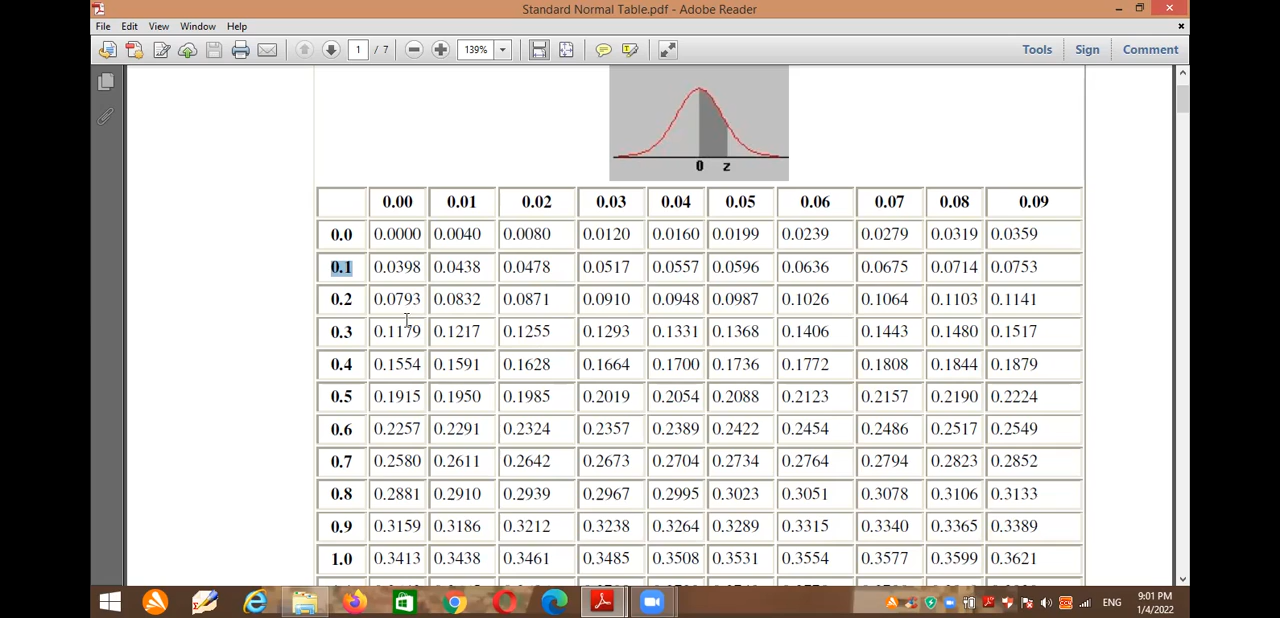 Standard Normal Table.pdf - Adobe Reader
File Edit View Window Help
1 / 7 139% Tools Sign Comment
0 z
0.00 0.01 0.02 0.03 0.04 0.05 0.06 0.07 0.08 0.09
0.0 0.0000 0.0040 0.0080 0.0120 0.0160 0.0199 0.0239 0.0279 0.0319 0.0359
0.1 0.0398 0.0438 0.0478 0.0517 0.0557 0.0596 0.0636 0.0675 0.0714 0.0753
0.2 0.0793 0.0832 0.0871 0.0910 0.0948 0.0987 0.1026 0.1064 0.1103 0.1141
0.3 0.1179 0.1217 0.1255 0.1293 0.1331 0.1368 0.1406 0.1443 0.1480 0.1517
0.4 0.1554 0.1591 0.1628 0.1664 0.1700 0.1736 0.1772 0.1808 0.1844 0.1879
0.5 0.1915 0.1950 0.1985 0.2019 0.2054 0.2088 0.2123 0.2157 0.2190 0.2224
0.6 0.2257 0.2291 0.2324 0.2357 0.2389 0.2422 0.2454 0.2486 0.2517 0.2549
0.7 0.2580 0.2611 0.2642 0.2673 0.2704 0.2734 0.2764 0.2794 0.2823 0.2852
0.8 0.2881 0.2910 0.2939 0.2967 0.2995 0.3023 0.3051 0.3078 0.3106 0.3133
0.9 0.3159 0.3186 0.3212 0.3238 0.3264 0.3289 0.3315 0.3340 0.3365 0.3389
1.0 0.3413 0.3438 0.3461 0.3485 0.3508 0.3531 0.3554 0.3577 0.3599 0.3621
ENG 9:01 PM
1/4/2022